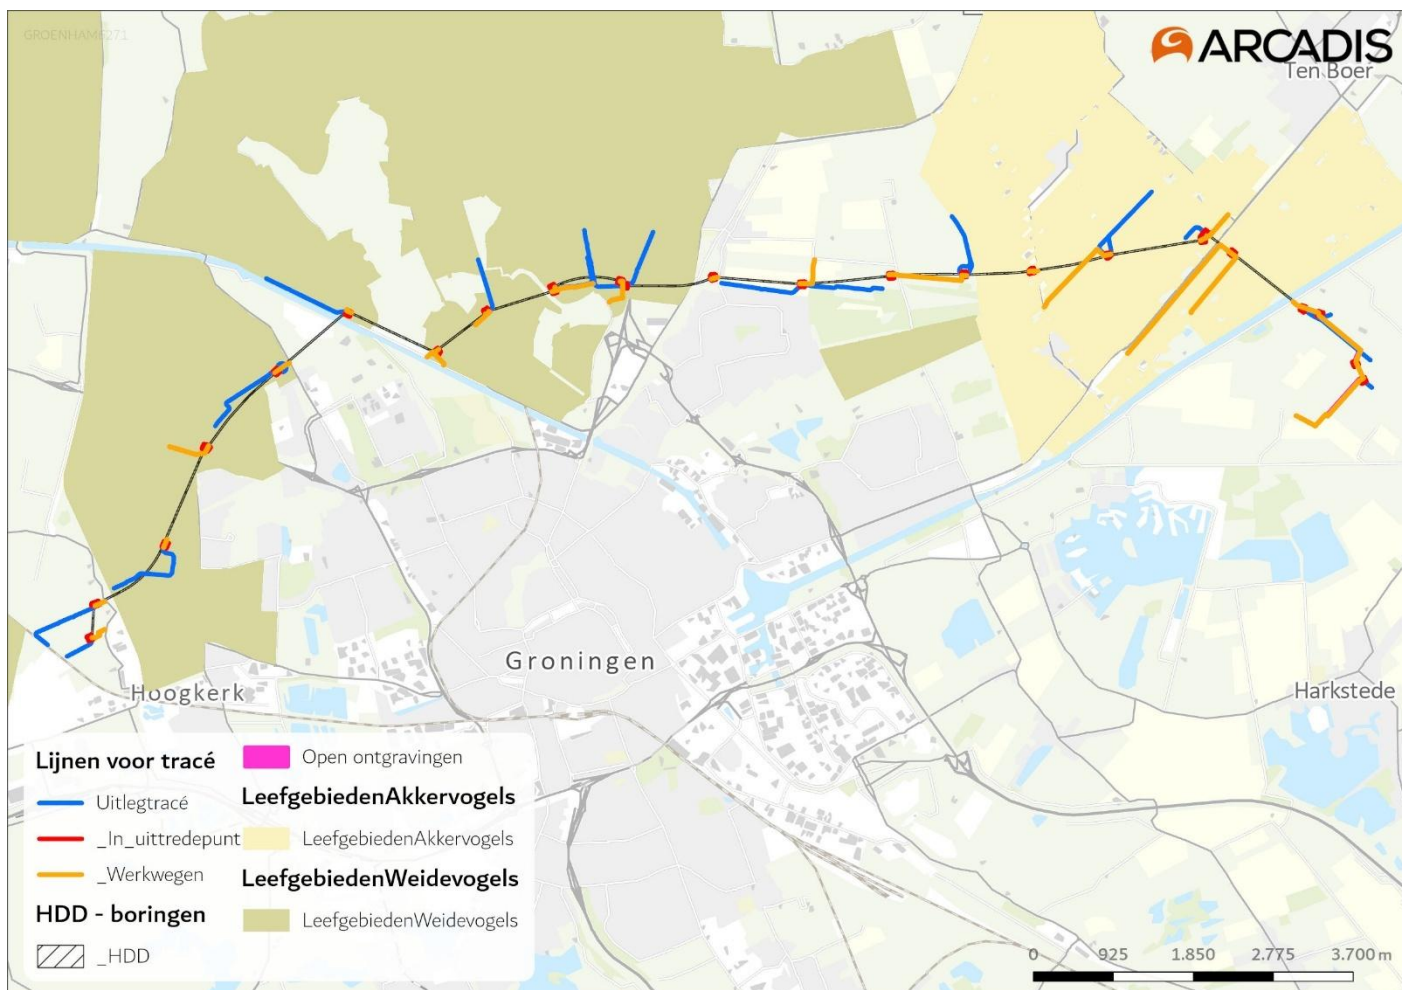 GROENHAM6271
ARCADIS
Ten Boer
Groningen
Hoogkerk
Harkstede
Lijnen voor tracé
Uitlegtracé
_In_uittredepunt
_Werkwegen
HDD - boringen
_HDD
Open ontgravingen
LeefgebiedenAkkervogels
LeefgebiedenAkkervogels
LeefgebiedenWeidevogels
LeefgebiedenWeidevogels
0 925 1.850 2.775 3.700 m